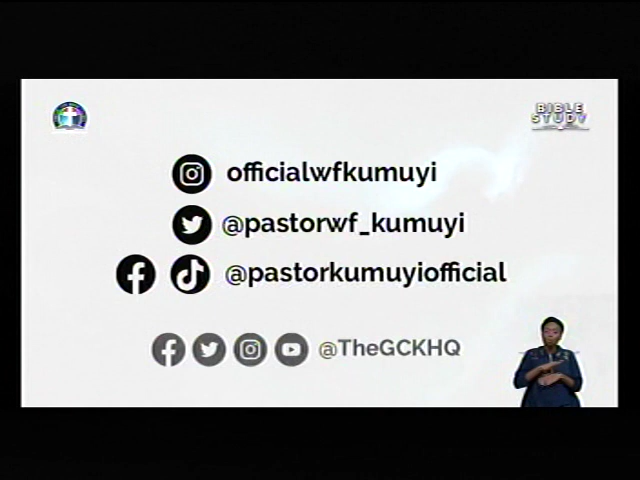 BIBLE
STUDY
officialwfkumuyi
@pastorwf_kumuyi
@pastorkumuyiofficial
@TheGCKHQ